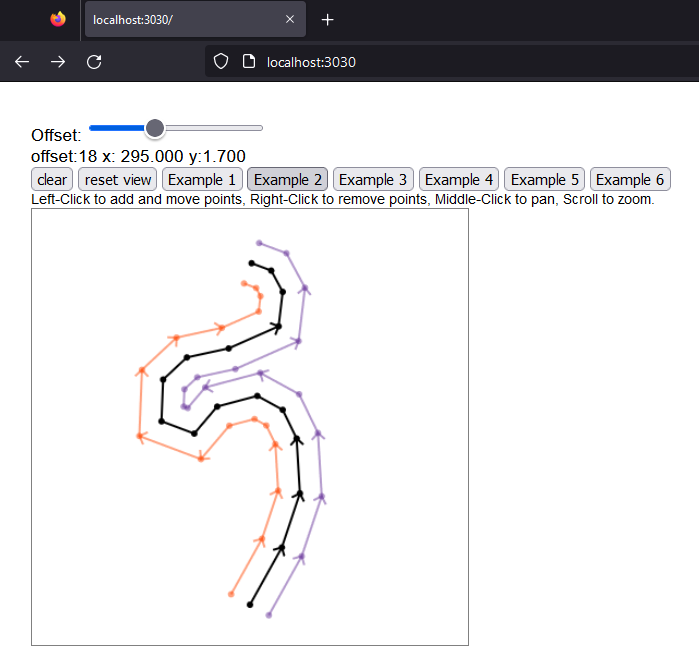 localhost:3030/
localhost:3030
Offset:
offset:18 x: 295.000 y:1.700
clear reset view Example 1 Example 2 Example 3 Example 4 Example 5 Example 6
Left-Click to add and move points, Right-Click to remove points, Middle-Click to pan, Scroll to zoom.